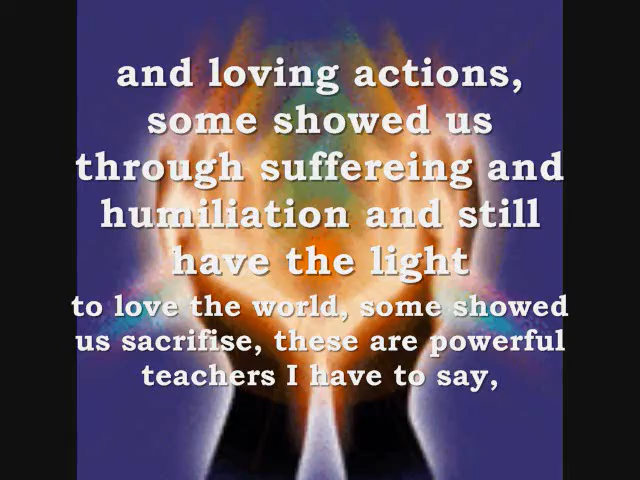 and loving actions,
some showed us
through suffereing and
humiliation and still
have the light
to love the world, some showed
us sacrifise, these are powerful
teachers I have to say,